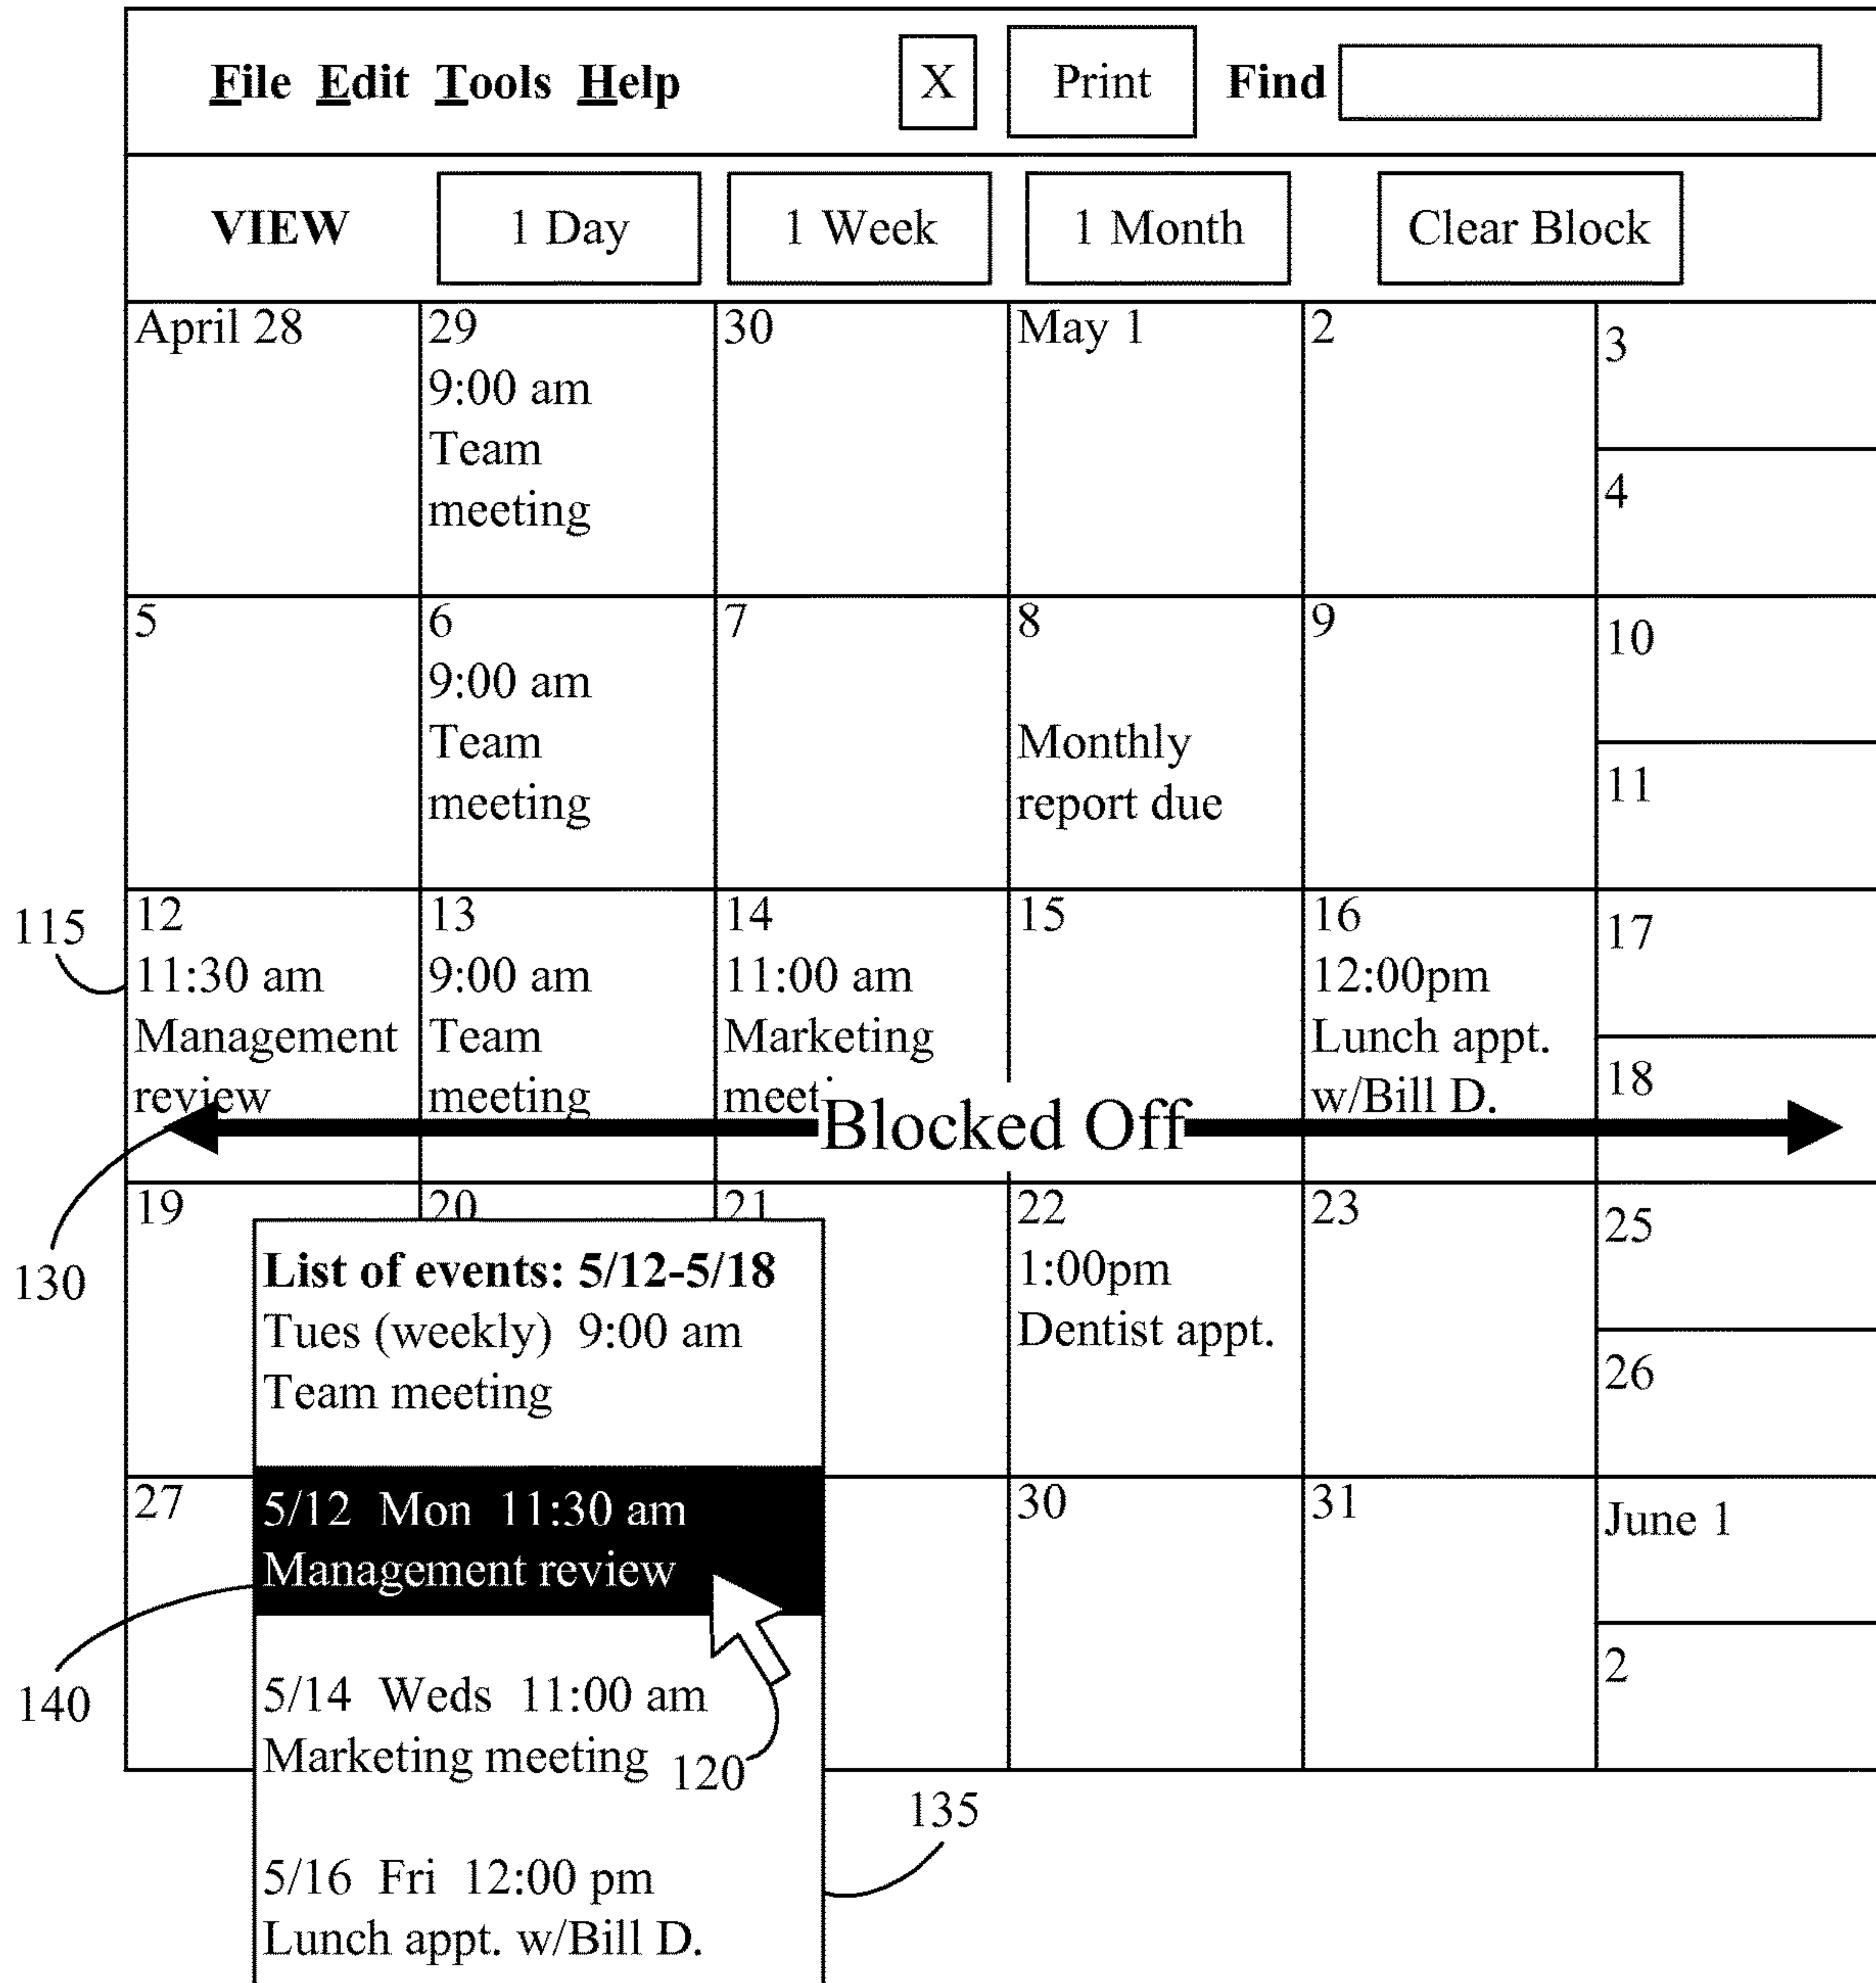 File Edit Tools Help X Print Find
VIEW 1 Day 1 Week 1 Month Clear Block
April 28
29
9:00 am
Team
meeting
30
May 1
2
3
4
5
6
9:00 am
Team
meeting
7
8
Monthly
report due
9
10
11
115
12
11:30 am
Management
review
13
9:00 am
Team
meeting
14
11:00 am
Marketing
15
16
12:00pm
Lunch appt.
w/Bill D.
17
18
Blocked Off
130
19
20
21
22
1:00pm
Dentist appt.
23
25
26
List of events: 5/12-5/18
Tues (weekly) 9:00 am
Team meeting
27
5/12 Mon 11:30 am
Management review
140
5/14 Weds 11:00 am
Marketing meeting
120
5/16 Fri 12:00 pm
Lunch appt. w/Bill D.
135
30
31
June 1
2